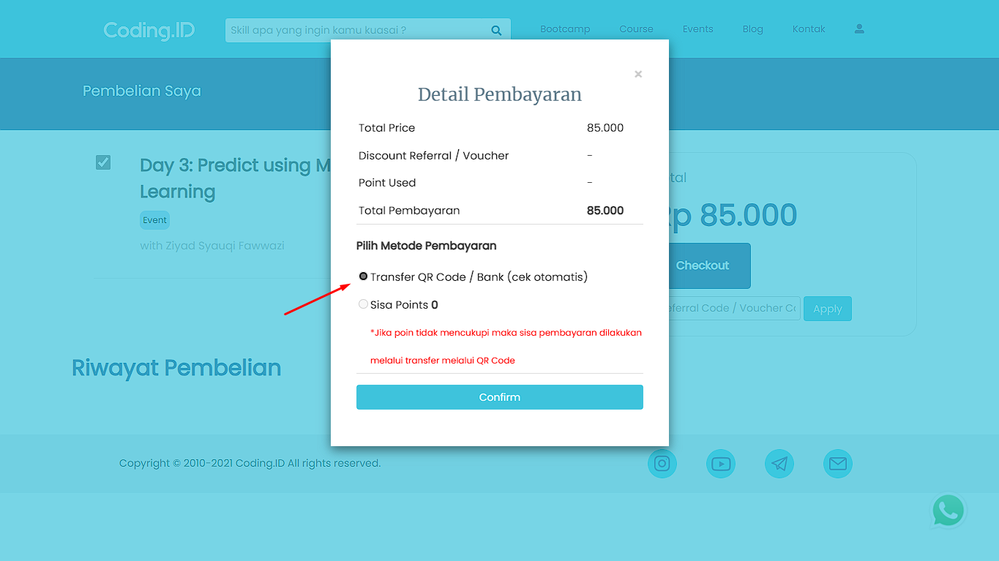 Coding.ID
Skill apa yang ingin kamu kuasai ?
Bootcamp Course Events Blog Kontak
Pembelian Saya
Day 3: Predict using M
Learning
Event
with Ziyad Syauqi Fawwazi
×
Detail Pembayaran
Total Price 85.000
Discount Referral / Voucher -
Point Used -
Total Pembayaran 85.000
Pilih Metode Pembayaran
Transfer QR Code / Bank (cek otomatis)
Sisa Points 0
*Jika poin tidak mencukupi maka sisa pembayaran dilakukan
melalui transfer melalui QR Code
Confirm
tal
p 85.000
Checkout
eferral Code / Voucher Co
Apply
Riwayat Pembelian
Copyright © 2010-2021 Coding.ID All rights reserved.